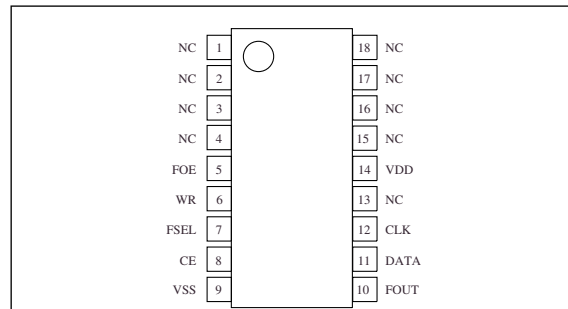 NC 1 18 NC
NC 2 17 NC
NC 3 16 NC
NC 4 15 NC
FOE 5 14 VDD
WR 6 13 NC
FSEL 7 12 CLK
CE 8 11 DATA
VSS 9 10 FOUT